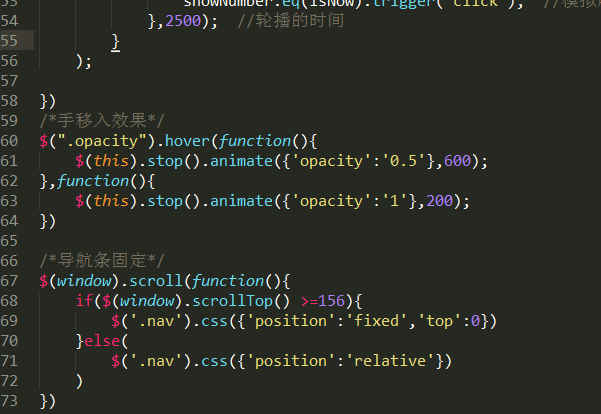 53 showNumber.eq(isNow).trigger('click'); //模拟
54 },2500); //轮播的时间
55 }
56 );
57
58 })
59 /*手移入效果*/
60 $(".opacity").hover(function(){
61 $(this).stop().animate({'opacity':'0.5'},600);
62 },function(){
63 $(this).stop().animate({'opacity':'1'},200);
64 })
65
66 /*导航条固定*/
67 $(window).scroll(function(){
68 if($(window).scrollTop() >=156){
69 $('.nav').css({'position':'fixed','top':0})
70 }else(
71 $('.nav').css({'position':'relative'})
72 )
73 })